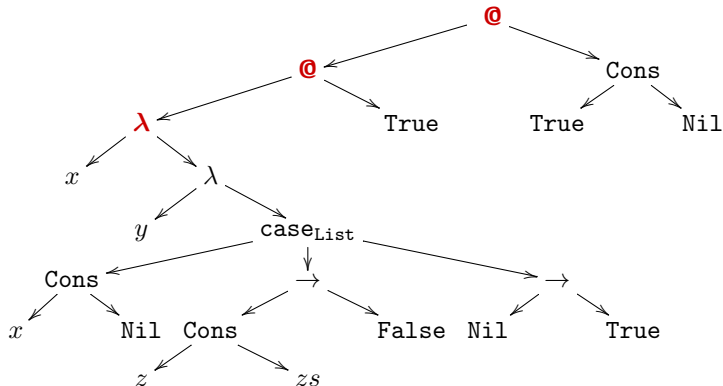 @
@ Cons
λ True True Nil
x λ
y case_List
Cons → →
x Nil Cons False Nil True
z zs